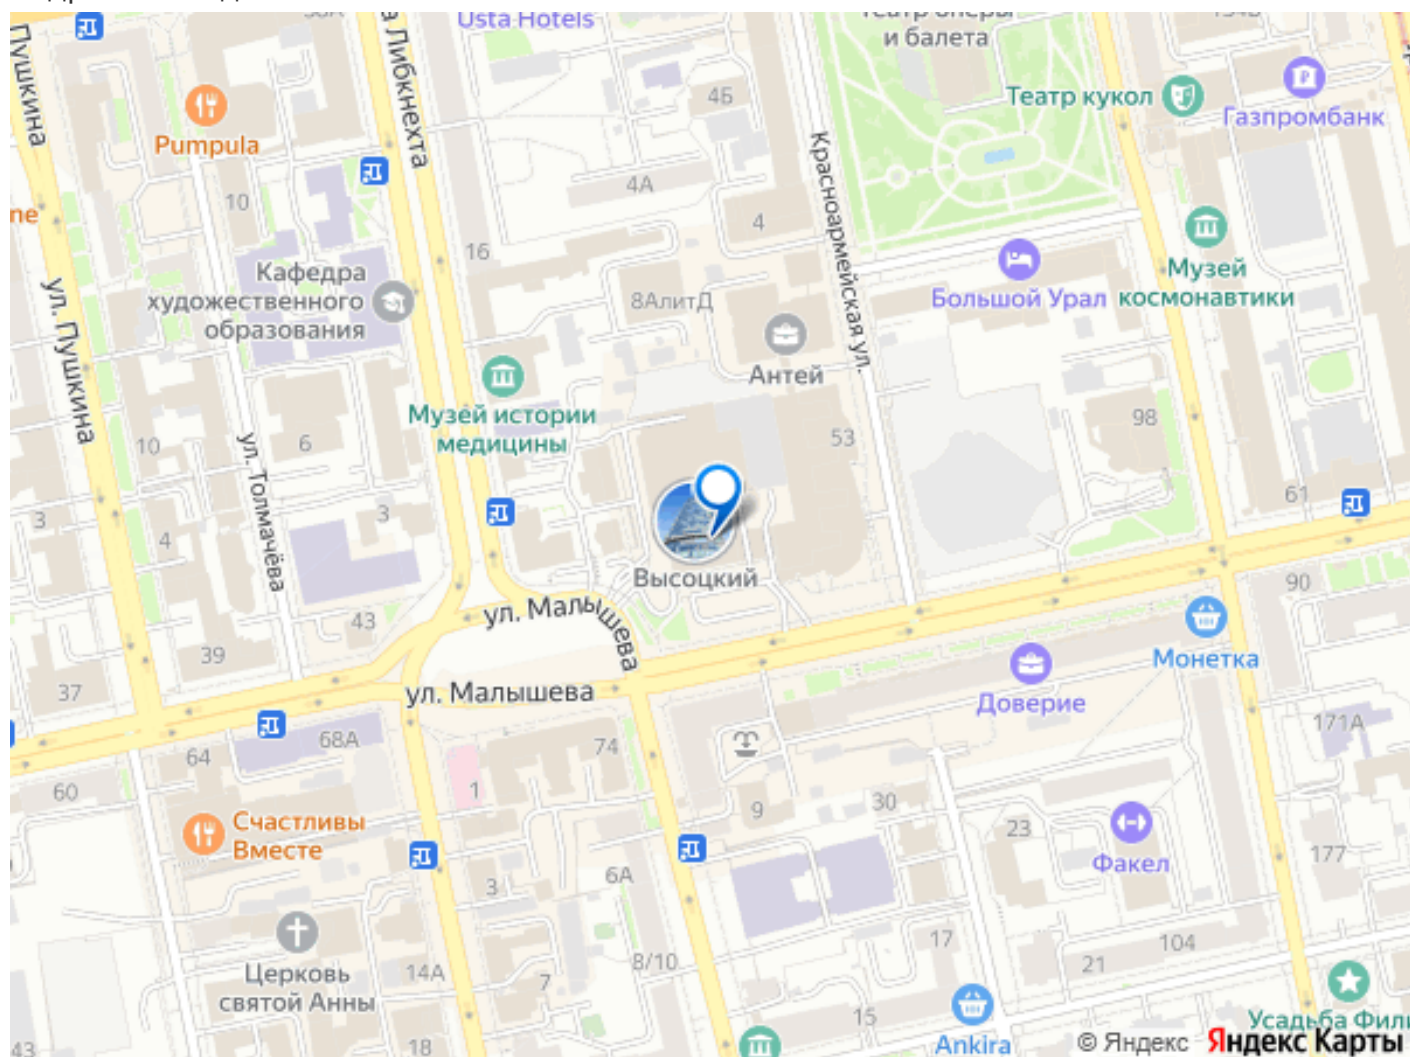 Usta Hotels
и балета
Театр кукол
Газпромбанк
4Б
Pumpula
Пушкина
Либкнехта
Красноармейская ул.
10
4А
4
16
Кафедра
художественного
образования
8АлитД
Большой Урал
Музей
космонавтики
ул. Пушкина
Антей
Музей истории
медицины
98
53
10
6
ул. Толмачёва
3
3
4
61
Высоцкий
90
ул. Малышева
43
39
37
ул. Малышева
Монетка
Доверие
171А
68А
64
74
60
1
9
30
23
Счастливы
Вместе
Факел
177
3
6А
17
104
8/10
21
Церковь
святой Анны
14А
7
15
Усадьба Фили
43
18
Ankira
© Яндекс
Яндекс Карты